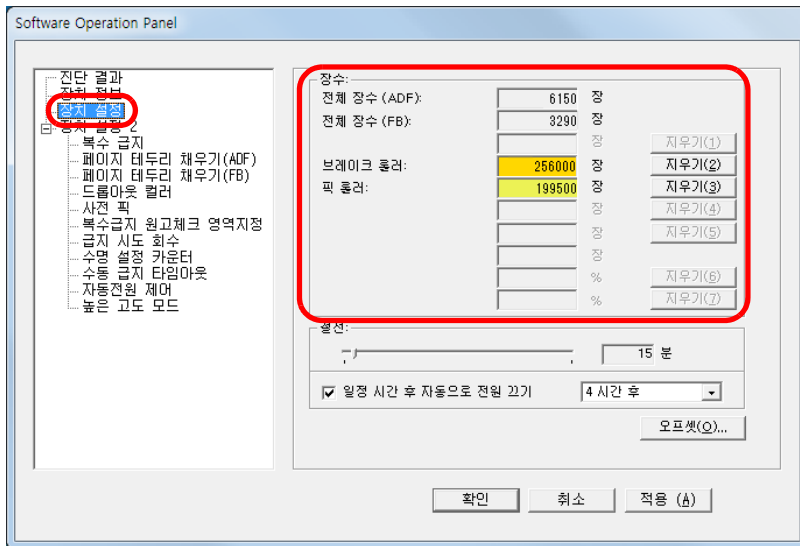 Software Operation Panel
진단 결과
장치 정보
장치 설정
장치 설정 2
복수 급지
페이지 테두리 채우기(ADF)
페이지 테두리 채우기(FB)
드롭아웃 컬러
사전 픽
복수급지 원고체크 영역지정
급지 시도 회수
수명 설정 카운터
수동 급지 타임아웃
자동전원 제어
높은 고도 모드
장수:
전체 장수 (ADF): 6150 장
전체 장수 (FB): 3290 장
장 지우기(1)
브레이크 롤러: 256000 장 지우기(2)
픽 롤러: 199500 장 지우기(3)
장 지우기(4)
장 지우기(5)
장
% 지우기(6)
% 지우기(7)
절전:
15 분
일정 시간 후 자동으로 전원 끄기 4 시간 후
오프셋(O)...
확인 취소 적용 (A)